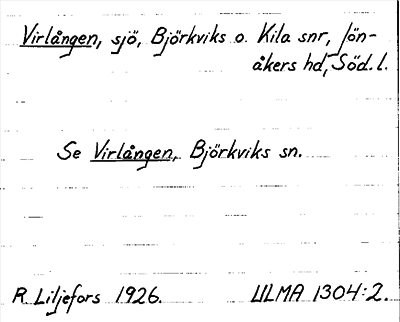 Virlången, sjö, Björkviks o. Kila snr, Jön-
åkers hd, Söd.l.
Se Virlången, Björkviks sn.
R. Liljefors 1926. ULMA 1304:2.